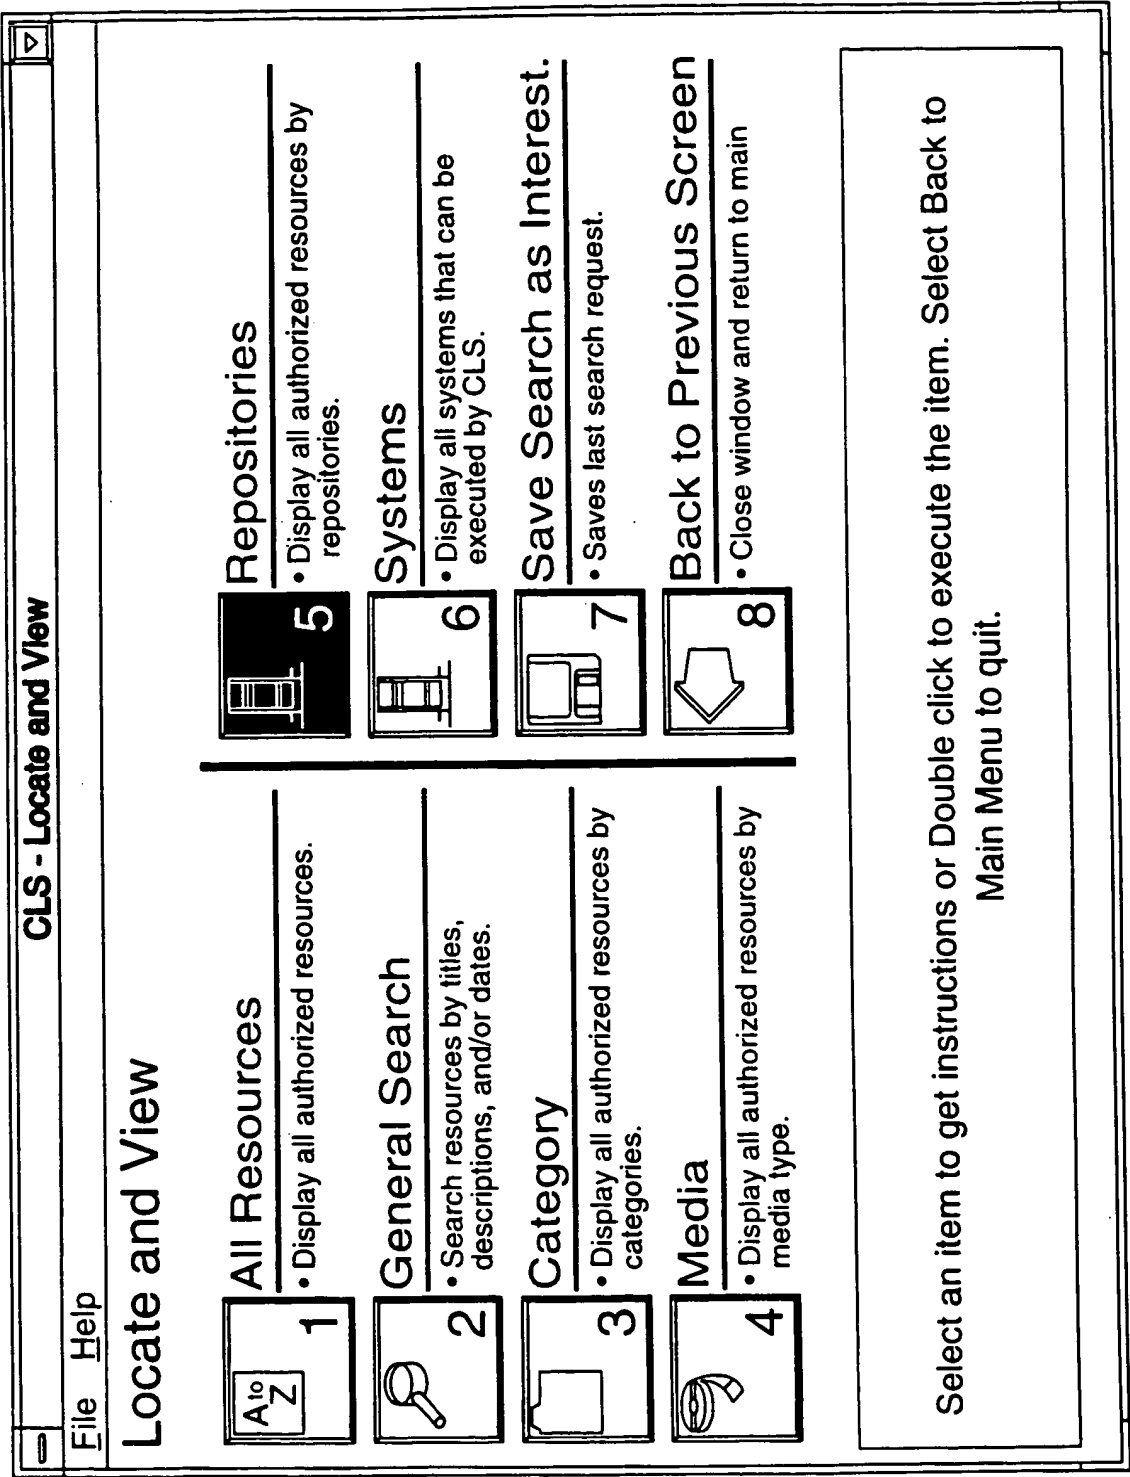 CLS - Locate and View
File Help
Locate and View
A to
Z
1
All Resources
• Display all authorized resources.
2
General Search
• Search resources by titles,
descriptions, and/or dates.
3
Category
• Display all authorized resources by
categories.
4
Media
• Display all authorized resources by
media type.
5
Repositories
• Display all authorized resources by
repositories.
6
Systems
• Display all systems that can be
executed by CLS.
7
Save Search as Interest.
• Saves last search request.
8
Back to Previous Screen
• Close window and return to main
Select an item to get instructions or Double click to execute the item. Select Back to
Main Menu to quit.